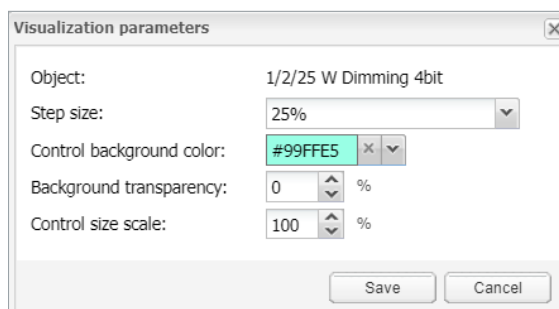 Visualization parameters
Object: 1/2/25 W Dimming 4bit
Step size: 25%
Control background color: #99FFE5
Background transparency: 0 %
Control size scale: 100 %
Save Cancel